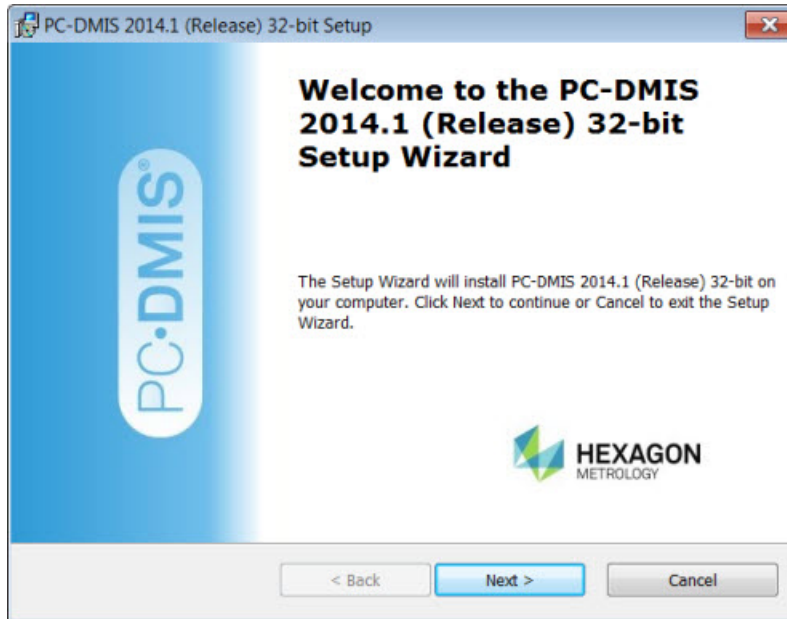 PC-DMIS 2014.1 (Release) 32-bit Setup
Welcome to the PC-DMIS
2014.1 (Release) 32-bit
Setup Wizard
PC•DMIS®
The Setup Wizard will install PC-DMIS 2014.1 (Release) 32-bit on
your computer. Click Next to continue or Cancel to exit the Setup
Wizard.
HEXAGON
METROLOGY
< Back
Next >
Cancel